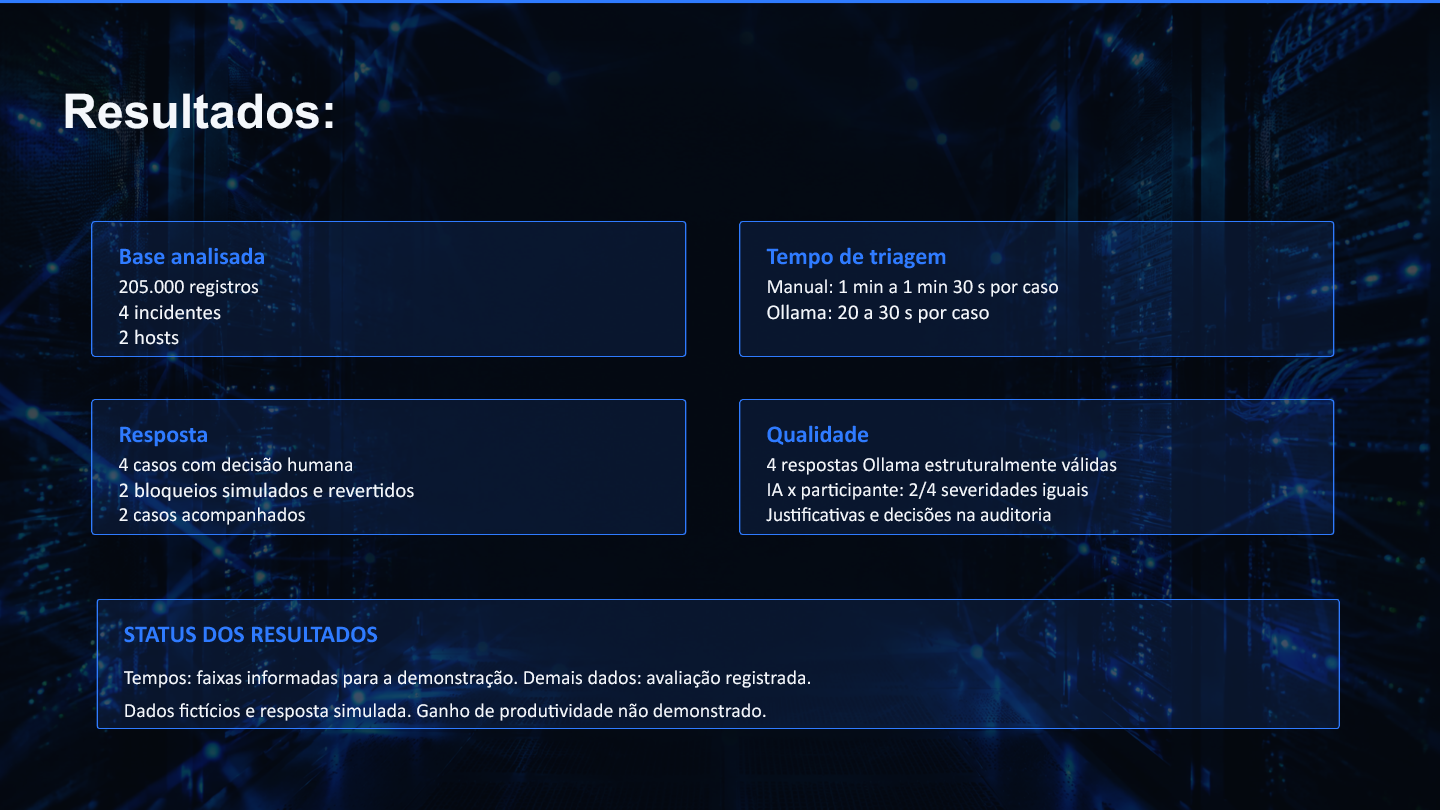 Resultados:
Base analisada
205.000 registros
4 incidentes
2 hosts
Tempo de triagem
Manual: 1 min a 1 min 30 s por caso
Ollama: 20 a 30 s por caso
Resposta
4 casos com decisão humana
2 bloqueios simulados e revertidos
2 casos acompanhados
Qualidade
4 respostas Ollama estruturalmente válidas
IA x participante: 2/4 severidades iguais
Justificativas e decisões na auditoria
STATUS DOS RESULTADOS
Tempos: faixas informadas para a demonstração. Demais dados: avaliação registrada.
Dados fictícios e resposta simulada. Ganho de produtividade não demonstrado.